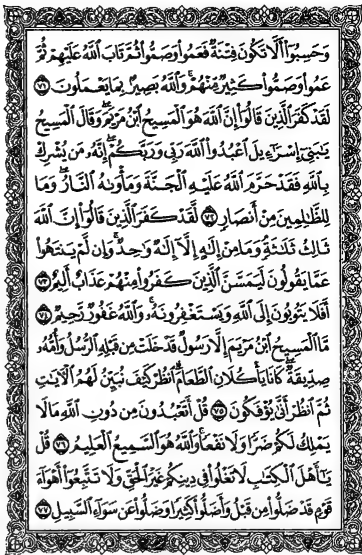 وَحَسِبُوٓا۟ أَلَّا تَكُونَ فِتْنَةٌ فَعَمُوا۟ وَصَمُّوا۟ ثُمَّ تَابَ ٱللَّهُ عَلَيْهِمْ ثُمَّ
عَمُوا۟ وَصَمُّوا۟ كَثِيرٌ مِّنْهُمْ ۚ وَٱللَّهُ بَصِيرٌۢ بِمَا يَعْمَلُونَ ٧١
لَقَدْ كَفَرَ ٱلَّذِينَ قَالُوٓا۟ إِنَّ ٱللَّهَ هُوَ ٱلْمَسِيحُ ٱبْنُ مَرْيَمَ ۖ وَقَالَ ٱلْمَسِيحُ
يَٰبَنِىٓ إِسْرَٰٓءِيلَ ٱعْبُدُوا۟ ٱللَّهَ رَبِّى وَرَبَّكُمْ ۖ إِنَّهُۥ مَن يُشْرِكْ
بِٱللَّهِ فَقَدْ حَرَّمَ ٱللَّهُ عَلَيْهِ ٱلْجَنَّةَ وَمَأْوَىٰهُ ٱلنَّارُ ۖ وَمَا
لِلظَّٰلِمِينَ مِنْ أَنصَارٍ ٧٢ لَّقَدْ كَفَرَ ٱلَّذِينَ قَالُوٓا۟ إِنَّ ٱللَّهَ
ثَالِثُ ثَلَٰثَةٍ ۘ وَمَا مِنْ إِلَٰهٍ إِلَّآ إِلَٰهٌ وَٰحِدٌ ۚ وَإِن لَّمْ يَنتَهُوا۟
عَمَّا يَقُولُونَ لَيَمَسَّنَّ ٱلَّذِينَ كَفَرُوا۟ مِنْهُمْ عَذَابٌ أَلِيمٌ ٧٣
أَفَلَا يَتُوبُونَ إِلَى ٱللَّهِ وَيَسْتَغْفِرُونَهُۥ ۚ وَٱللَّهُ غَفُورٌ رَّحِيمٌ ٧٤
مَّا ٱلْمَسِيحُ ٱبْنُ مَرْيَمَ إِلَّا رَسُولٌ قَدْ خَلَتْ مِن قَبْلِهِ ٱلرُّسُلُ وَأُمُّهُۥ
صِدِّيقَةٌ ۖ كَانَا يَأْكُلَانِ ٱلطَّعَامَ ۗ ٱنظُرْ كَيْفَ نُبَيِّنُ لَهُمُ ٱلْءَايَٰتِ
ثُمَّ ٱنظُرْ أَنَّىٰ يُؤْفَكُونَ ٧٥ قُلْ أَتَعْبُدُونَ مِن دُونِ ٱللَّهِ مَا لَا
يَمْلِكُ لَكُمْ ضَرًّا وَلَا نَفْعًا ۚ وَٱللَّهُ هُوَ ٱلسَّمِيعُ ٱلْعَلِيمُ ٧٦ قُلْ
يَٰٓأَهْلَ ٱلْكِتَٰبِ لَا تَغْلُوا۟ فِى دِينِكُمْ غَيْرَ ٱلْحَقِّ وَلَا تَتَّبِعُوٓا۟ أَهْوَآءَ
قَوْمٍ قَدْ ضَلُّوا۟ مِن قَبْلُ وَأَضَلُّوا۟ كَثِيرًا وَضَلُّوا۟ عَن سَوَآءِ ٱلسَّبِيلِ ٧٧